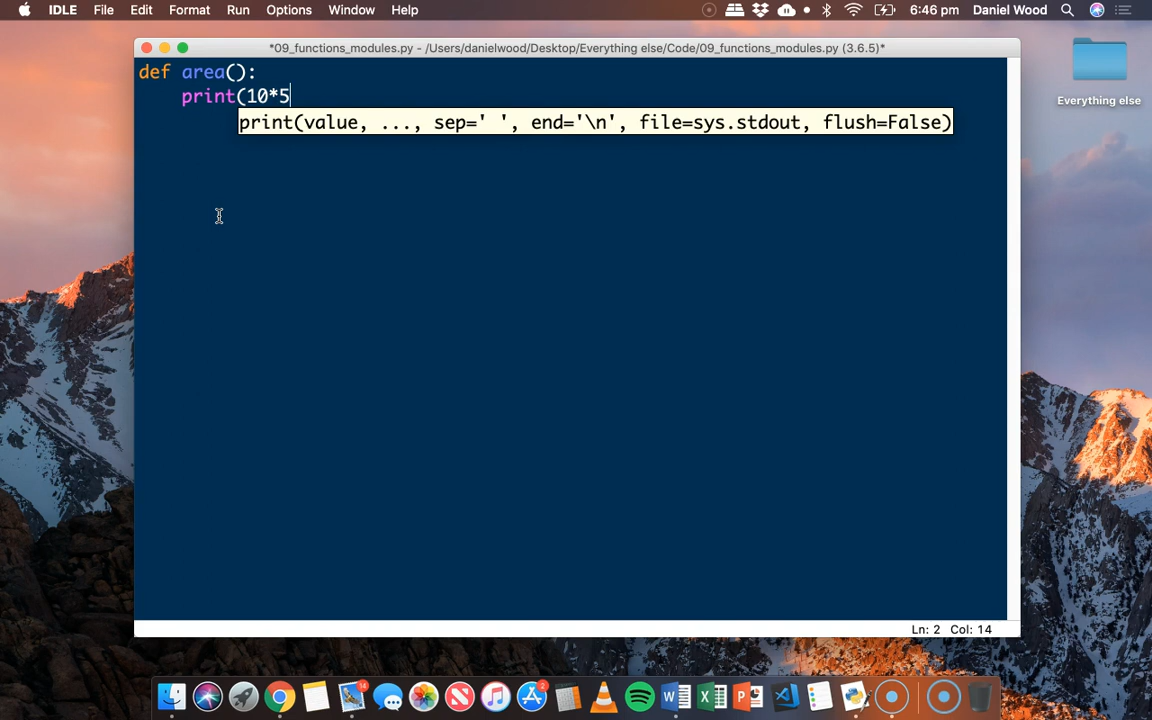 IDLE File Edit Format Run Options Window Help 6:46 pm Daniel Wood
*09_functions_modules.py - /Users/danielwood/Desktop/Everything else/Code/09_functions_modules.py (3.6.5)*
def area():
print(10*5
print(value, ..., sep=' ', end='\n', file=sys.stdout, flush=False)
Everything else
Ln: 2 Col: 14